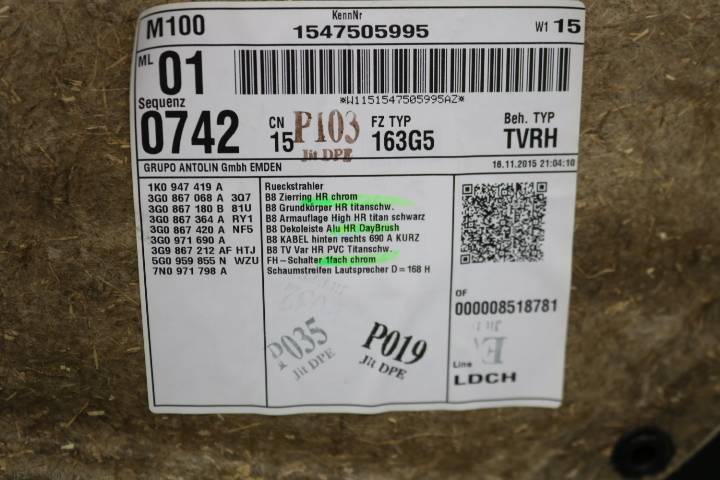 KennNr
M100 1547505995 W1 15
ML 01
*W1151547505995AZ*
Sequenz
0742 CN 15 P103 FZ TYP 163G5 Beh. TYP TVRH
Jit DPE
GRUPO ANTOLIN GmbH EMDEN 16.11.2015 21:04:10
1K0 947 419 A Rueckstrahler
3G0 867 068 A 3Q7 B8 Zierring HR chrom
3G0 867 180 B 81U B8 Grundkörper HR titanschw.
3G0 867 364 A RY1 B8 Armauflage High HR titan schwarz
3G0 867 420 A NF5 B8 Dekoleiste Alu HR DayBrush
3G0 971 690 A B8 KABEL hinten rechts 690 A KURZ
3G9 867 212 AF HTJ B8 TV Var HR PVC Titanschw.
5G0 959 855 N WZU FH-Schalter 1fach chrom
7N0 971 798 A Schaumstreifen Lautsprecher D=168 H
OF
000008518781
P035
Jit DPE
P019
Jit DPE
Line
LDCH